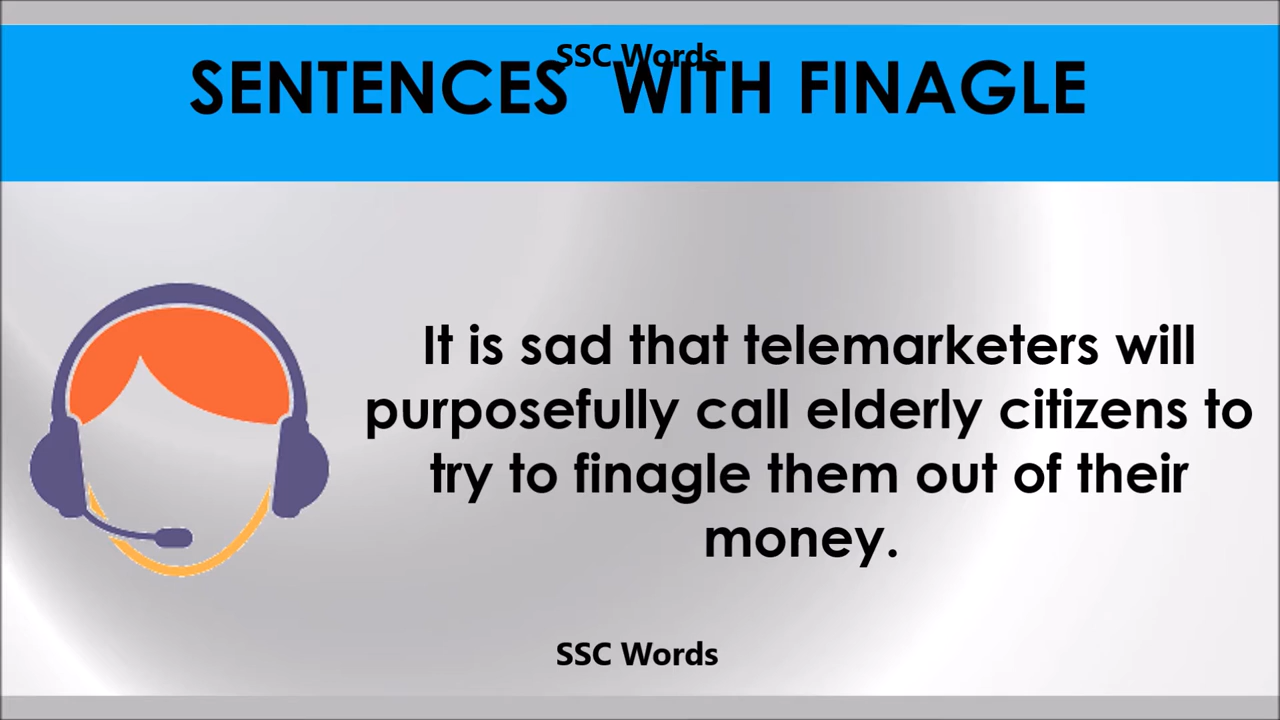 SSC Words
SENTENCES WITH FINAGLE
It is sad that telemarketers will
purposefully call elderly citizens to
try to finagle them out of their
money.
SSC Words